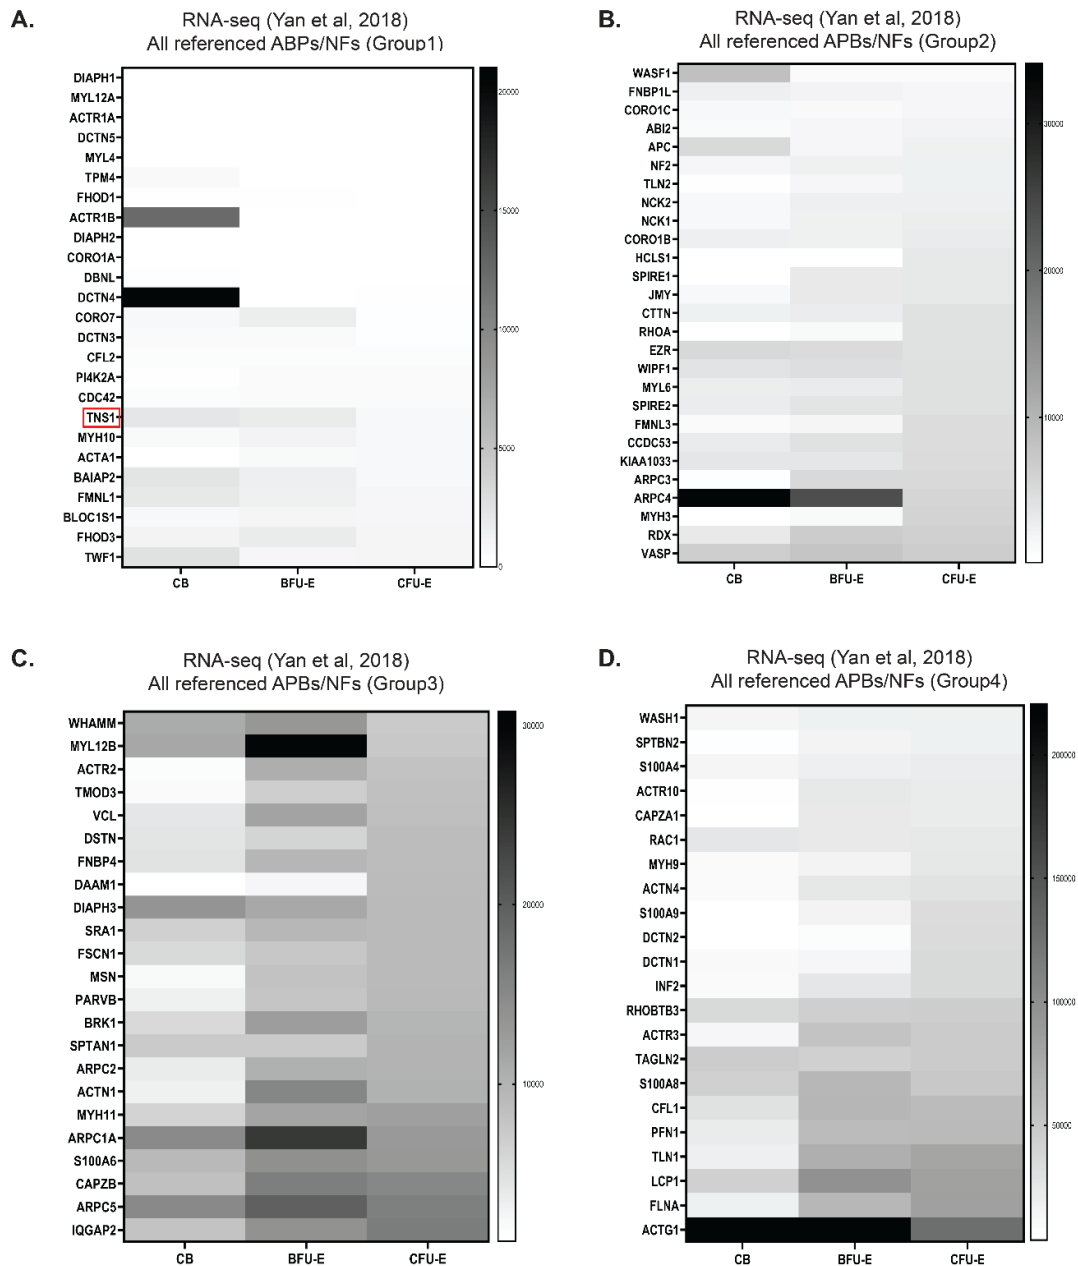 A.
RNA-seq (Yan et al, 2018)
All referenced ABPs/NFs (Group1)
DIAPH1
MYL12A
ACTR1A
DCTN5
MYL4
TPM4
FHOD1
ACTR1B
DIAPH2
CORO1A
DBNL
DCTN4
CORO7
DCTN3
CFL2
PI4K2A
CDC42
TNS1
MYH10
ACTA1
BAIAP2
FMNL1
BLOC1S1
FHOD3
TWF1
CB BFU-E CFU-E
20000
15000
10000
5000
0
B.
RNA-seq (Yan et al, 2018)
All referenced APBs/NFs (Group2)
WASF1
FNBP1L
CORO1C
ABI2
APC
NF2
TLN2
NCK2
NCK1
CORO1B
HCLS1
SPIRE1
JMY
CTTN
RHOA
EZR
WIPF1
MYL6
SPIRE2
FMNL3
CCDC53
KIAA1033
ARPC3
ARPC4
MYH3
RDX
VASP
CB BFU-E CFU-E
30000
20000
10000
C.
RNA-seq (Yan et al, 2018)
All referenced APBs/NFs (Group3)
WHAMM
MYL12B
ACTR2
TMOD3
VCL
DSTN
FNBP4
DAAM1
DIAPH3
SRA1
FSCN1
MSN
PARVB
BRK1
SPTAN1
ARPC2
ACTN1
MYH11
ARPC1A
S100A6
CAPZB
ARPC5
IQGAP2
CB BFU-E CFU-E
30000
20000
10000
D.
RNA-seq (Yan et al, 2018)
All referenced APBs/NFs (Group4)
WASH1
SPTBN2
S100A4
ACTR10
CAPZA1
RAC1
MYH9
ACTN4
S100A9
DCTN2
DCTN1
INF2
RHOBTB3
ACTR3
TAGLN2
S100A8
CFL1
PFN1
TLN1
LCP1
FLNA
ACTG1
CB BFU-E CFU-E
200000
150000
100000
50000